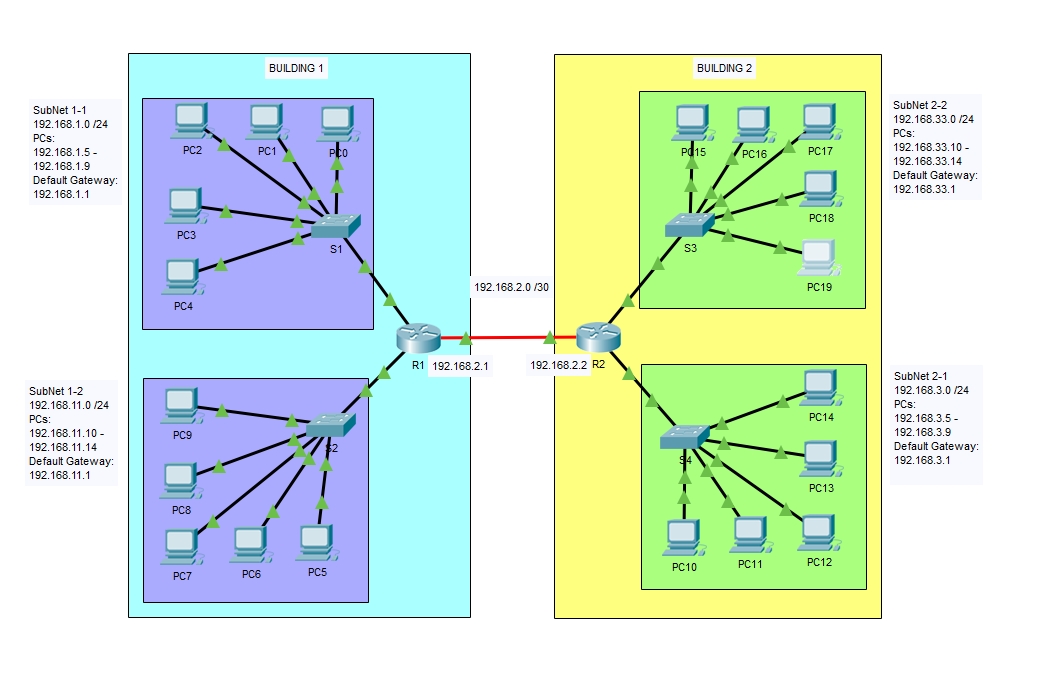 BUILDING 1
SubNet 1-1
192.168.1.0 /24
PCs:
192.168.1.5 -
192.168.1.9
Default Gateway:
192.168.1.1
PC2
PC1
PC0
PC3
PC4
S1
SubNet 1-2
192.168.11.0 /24
PCs:
192.168.11.10 -
192.168.11.14
Default Gateway:
192.168.11.1
PC9
PC8
PC7
PC6
PC5
S2
R1
192.168.2.1
192.168.2.0 /30
192.168.2.2
R2
BUILDING 2
PC15
PC16
PC17
PC18
PC19
S3
SubNet 2-2
192.168.33.0 /24
PCs:
192.168.33.10 -
192.168.33.14
Default Gateway:
192.168.33.1
S4
PC14
PC13
PC10
PC11
PC12
SubNet 2-1
192.168.3.0 /24
PCs:
192.168.3.5 -
192.168.3.9
Default Gateway:
192.168.3.1